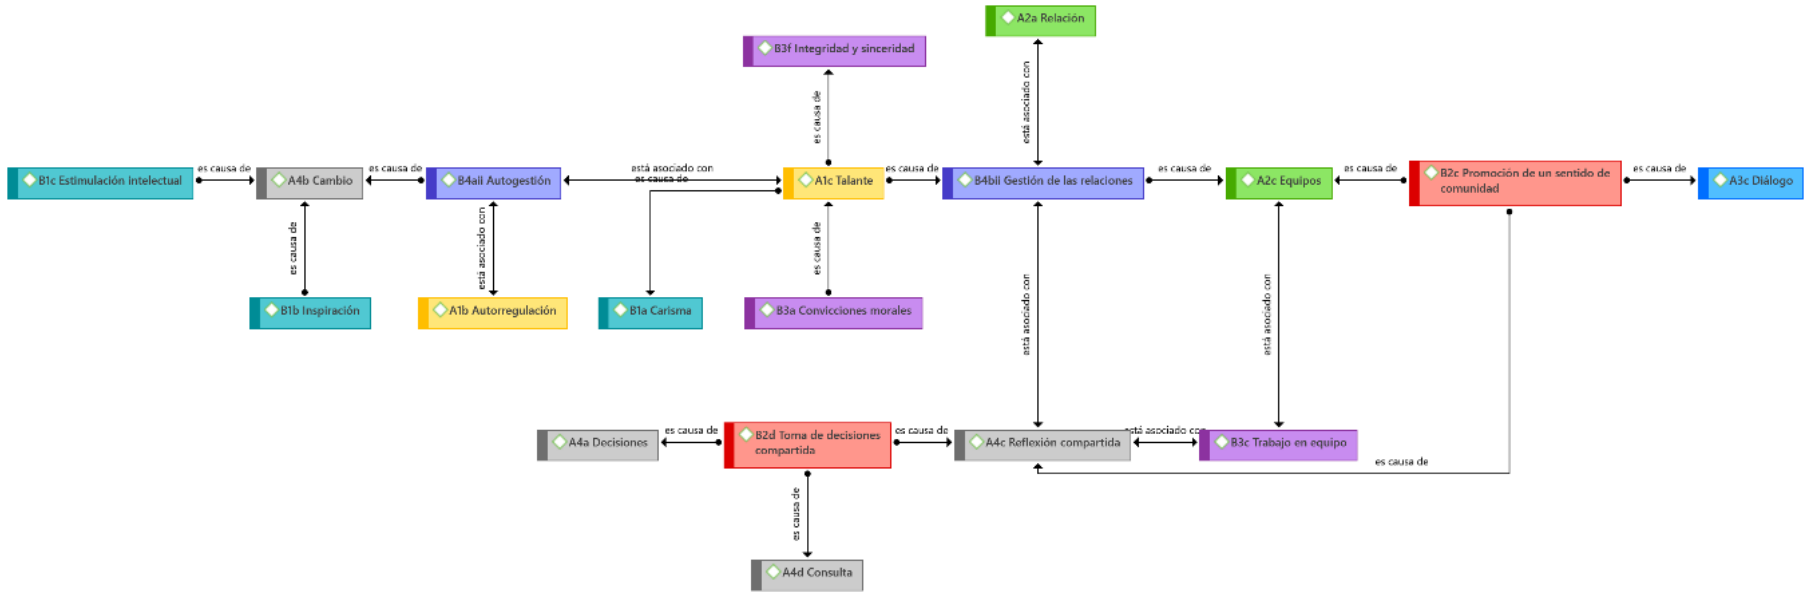 A2a Relación
B3f Integridad y sinceridad
está asociado con
es causa de
es causa de
es causa de
está asociado con
es causa de
es causa de
es causa de
es causa de
es causa de
B1c Estimulación intelectual
A4b Cambio
B4aii Autogestión
A1c Talante
B4bii Gestión de las relaciones
A2c Equipos
B2c Promoción de un sentido de
comunidad
A3c Diálogo
es causa de
está asociado con
es causa de
está asociado con
está asociado con
B1b Inspiración
A1b Autorregulación
B1a Carisma
B3a Convicciones morales
es causa de
es causa de
está asociado con
A4a Decisiones
B2d Toma de decisiones
compartida
A4c Reflexión compartida
B3c Trabajo en equipo
es causa de
es causa de
A4d Consulta